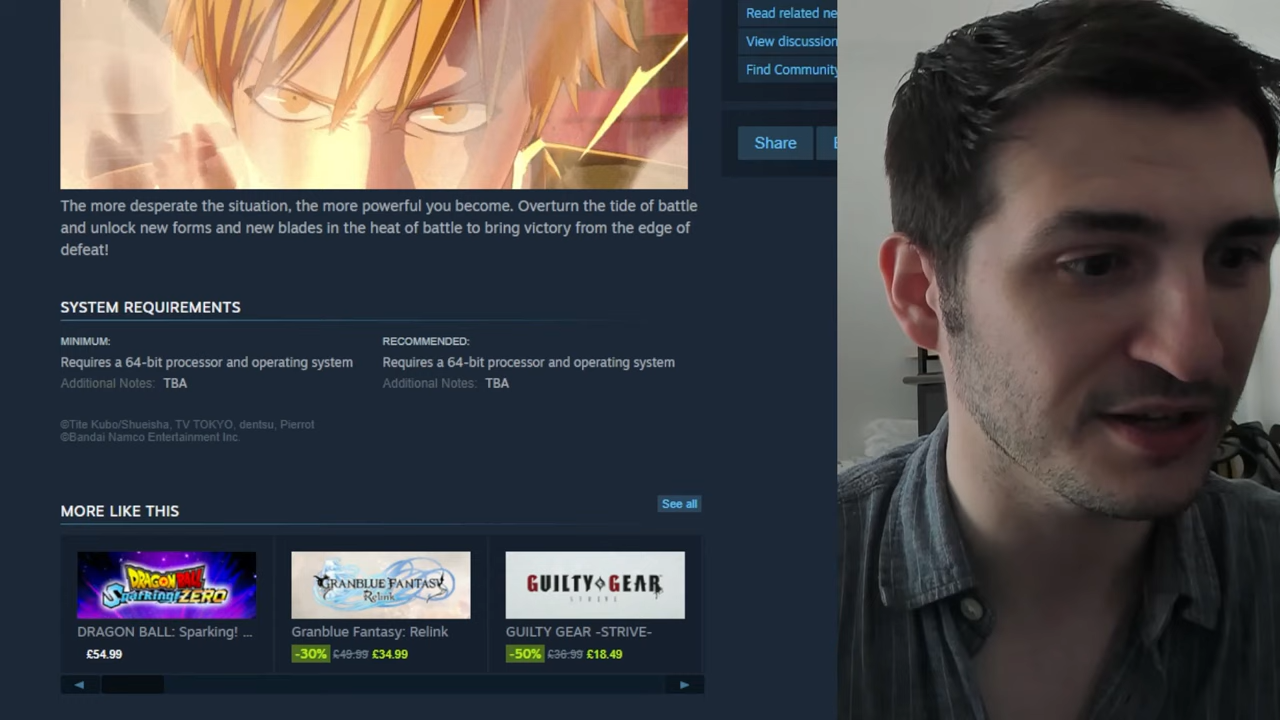 Read related ne
View discussion
Find Community
Share
The more desperate the situation, the more powerful you become. Overturn the tide of battle
and unlock new forms and new blades in the heat of battle to bring victory from the edge of
defeat!
SYSTEM REQUIREMENTS
MINIMUM:
Requires a 64-bit processor and operating system
Additional Notes: TBA
RECOMMENDED:
Requires a 64-bit processor and operating system
Additional Notes: TBA
©Tite Kubo/Shueisha, TV TOKYO, dentsu, Pierrot
©Bandai Namco Entertainment Inc.
MORE LIKE THIS
See all
DRAGON BALL
Sparking! ZERO
DRAGON BALL: Sparking! ...
£54.99
GRANBLUE FANTASY
Relink
Granblue Fantasy: Relink
-30% £49.99 £34.99
GUILTY GEAR
STRIVE
GUILTY GEAR -STRIVE-
-50% £36.99 £18.49